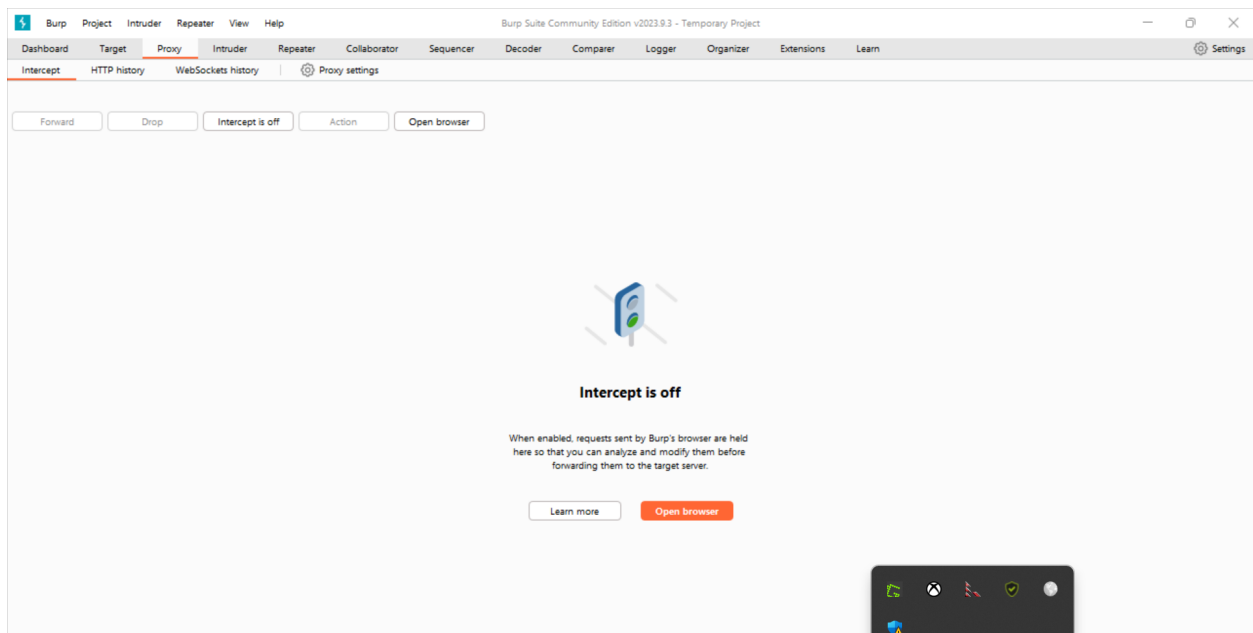 Burp Project Intruder Repeater View Help Burp Suite Community Edition v2023.9.3 - Temporary Project
Dashboard Target Proxy Intruder Repeater Collaborator Sequencer Decoder Comparer Logger Organizer Extensions Learn Settings
Intercept HTTP history WebSockets history Proxy settings
Forward Drop Intercept is off Action Open browser
Intercept is off
When enabled, requests sent by Burp's browser are held
here so that you can analyze and modify them before
forwarding them to the target server.
Learn more Open browser